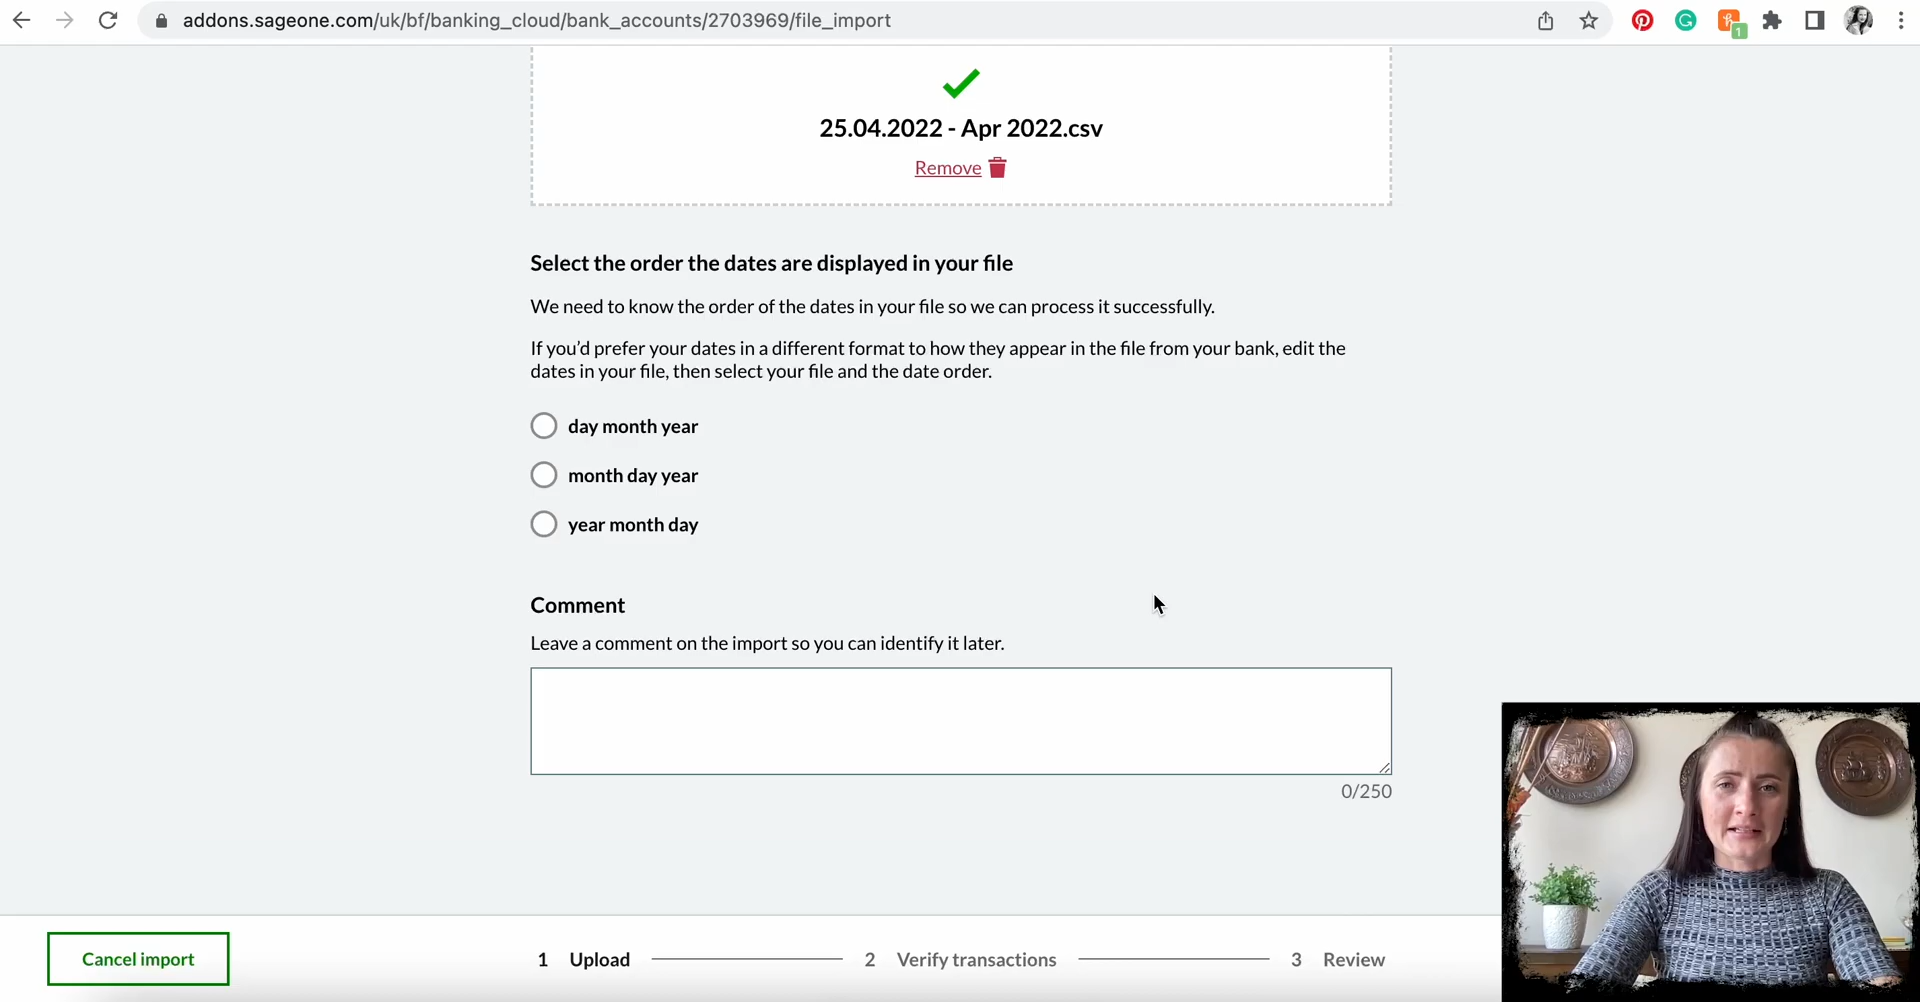 addons.sageone.com/uk/bf/banking_cloud/bank_accounts/2703969/file_import
1
25.04.2022 - Apr 2022.csv
Remove
Select the order the dates are displayed in your file
We need to know the order of the dates in your file so we can process it successfully.
If you’d prefer your dates in a different format to how they appear in the file from your bank, edit the
dates in your file, then select your file and the date order.
day month year
month day year
year month day
Comment
Leave a comment on the import so you can identify it later.
0/250
Cancel import
1 Upload
2 Verify transactions
3 Review